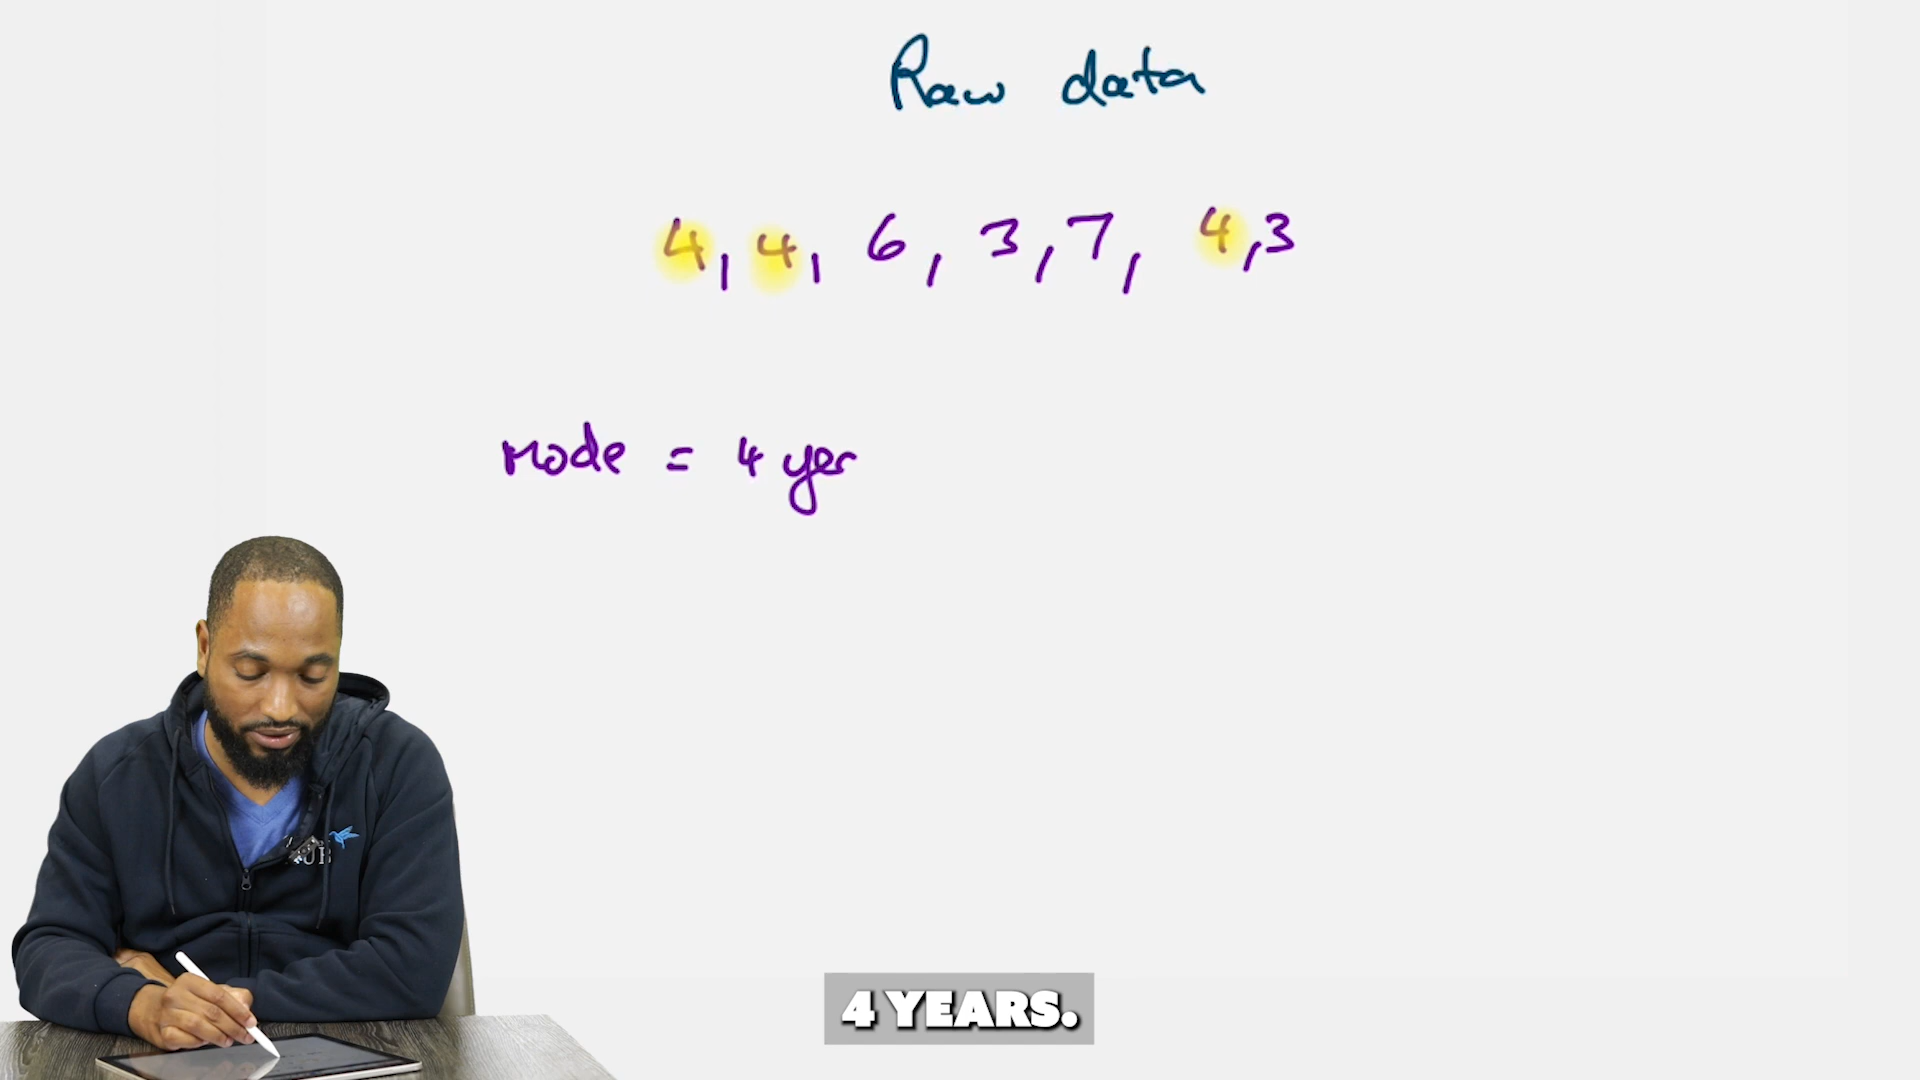 Raw data
4, 4, 6, 3, 7, 4, 3
Mode = 4 yer
4 YEARS.